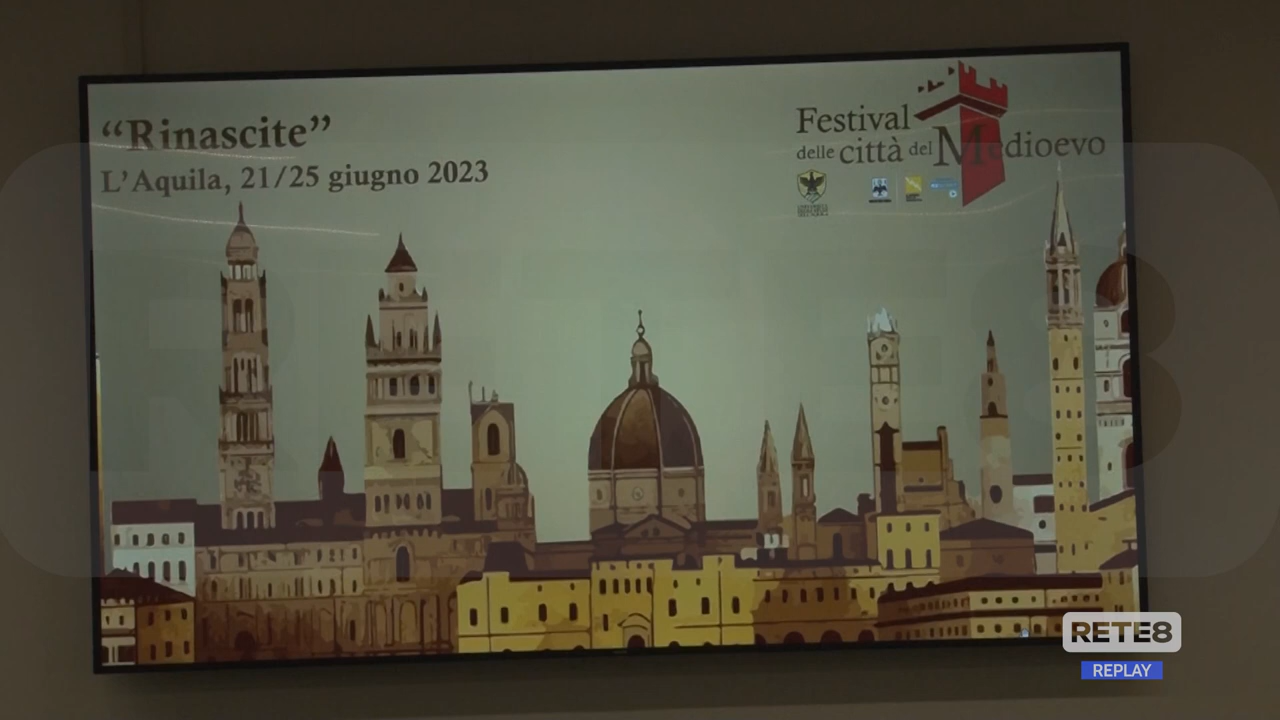 “Rinascite”
L’Aquila, 21/25 giugno 2023
Festival
delle città del Medioevo
RETE8
REPLAY